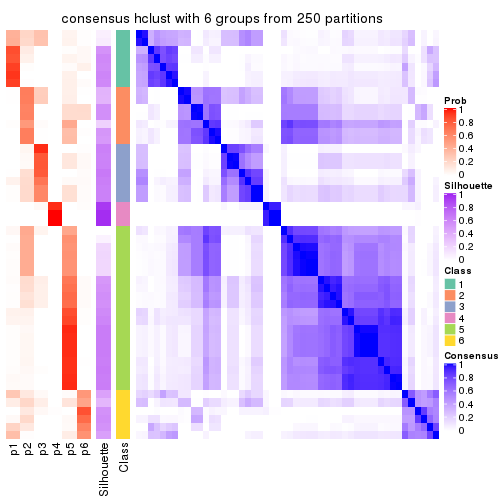 consensus hclust with 6 groups from 250 partitions
Prob
1
0.8
0.6
0.4
0.2
0
Silhouette
1
0.8
0.6
0.4
0.2
0
Class
1
2
3
4
5
6
Consensus
1
0.8
0.6
0.4
0.2
0
p1
p2
p3
p4
p5
p6
Silhouette
Class